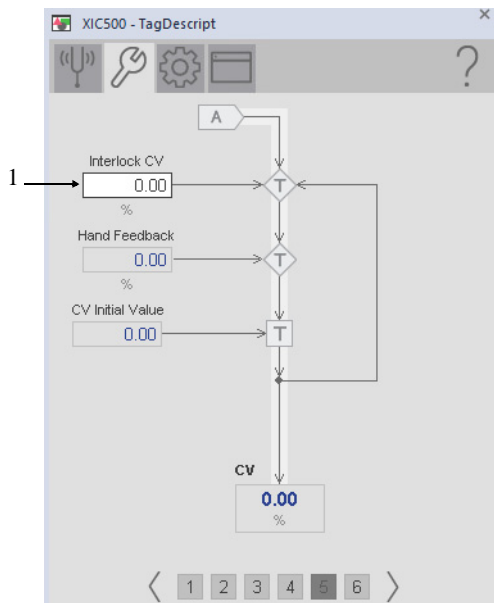 XIC500 - TagDescript
×
?
A
Interlock CV
1
0.00
T
%
Hand Feedback
0.00
T
%
CV Initial Value
0.00
T
CV
0.00
%
1 2 3 4 5 6